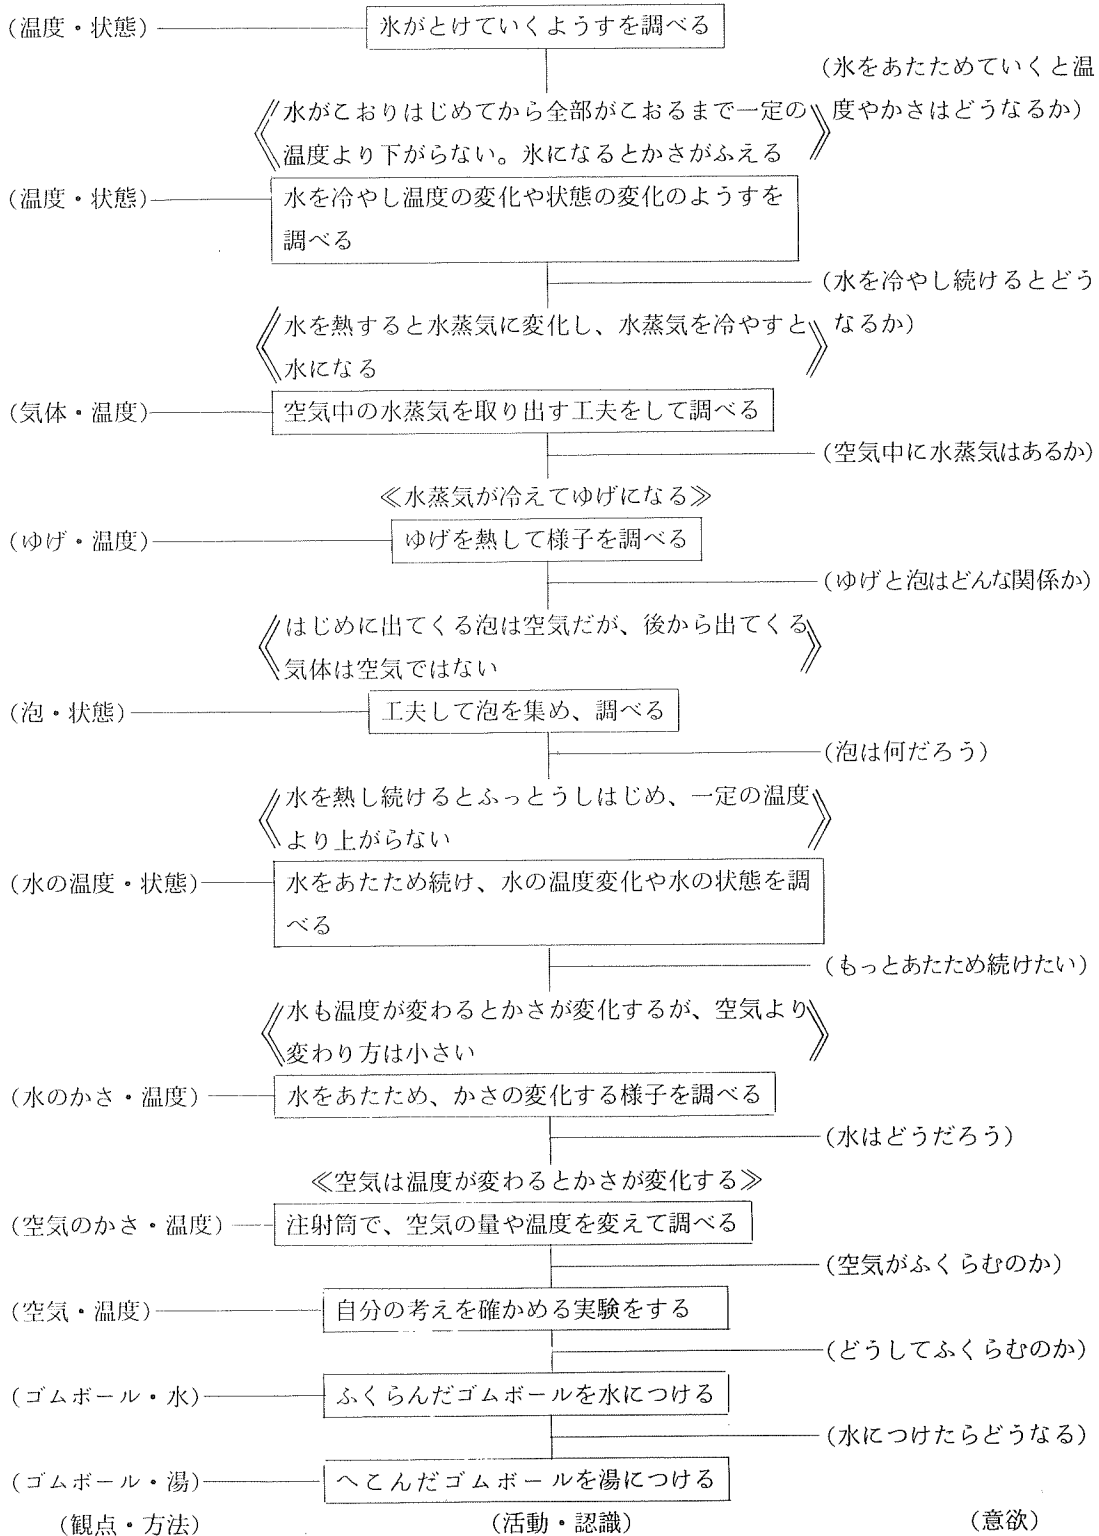 (温度・状態) 氷がとけていくようすを調べる
(氷をあたためていくと温
度やかさはどうなるか)
《水がこおりはじめてから全部がこおるまで一定の
温度より下がらない。氷になるとかさがふえる》
(温度・状態) 水を冷やし温度の変化や状態の変化のようすを
調べる
(水を冷やし続けるとどう
なるか)
《水を熱すると水蒸気に変化し、水蒸気を冷やすと
水になる》
(気体・温度) 空気中の水蒸気を取り出す工夫をして調べる
(空気中に水蒸気はあるか)
≪水蒸気が冷えてゆげになる≫
(ゆげ・温度) ゆげを熱して様子を調べる
(ゆげと泡はどんな関係か)
《はじめに出てくる泡は空気だが、後から出てくる
気体は空気ではない》
(泡・状態) 工夫して泡を集め、調べる
(泡は何だろう)
《水を熱し続けるとふっとうしはじめ、一定の温度
より上がらない》
(水の温度・状態) 水をあたため続け、水の温度変化や水の状態を調
べる
(もっとあたため続けたい)
《水も温度が変わるとかさが変化するが、空気より
変わり方は小さい》
(水のかさ・温度) 水をあたため、かさの変化する様子を調べる
(水はどうだろう)
≪空気は温度が変わるとかさが変化する≫
(空気のかさ・温度) 注射筒で、空気の量や温度を変えて調べる
(空気がふくらむのか)
(空気・温度) 自分の考えを確かめる実験をする
(どうしてふくらむのか)
(ゴムボール・水) ふくらんだゴムボールを水につける
(水につけたらどうなる)
(ゴムボール・湯) へこんだゴムボールを湯につける
(観点・方法) (活動・認識) (意欲)